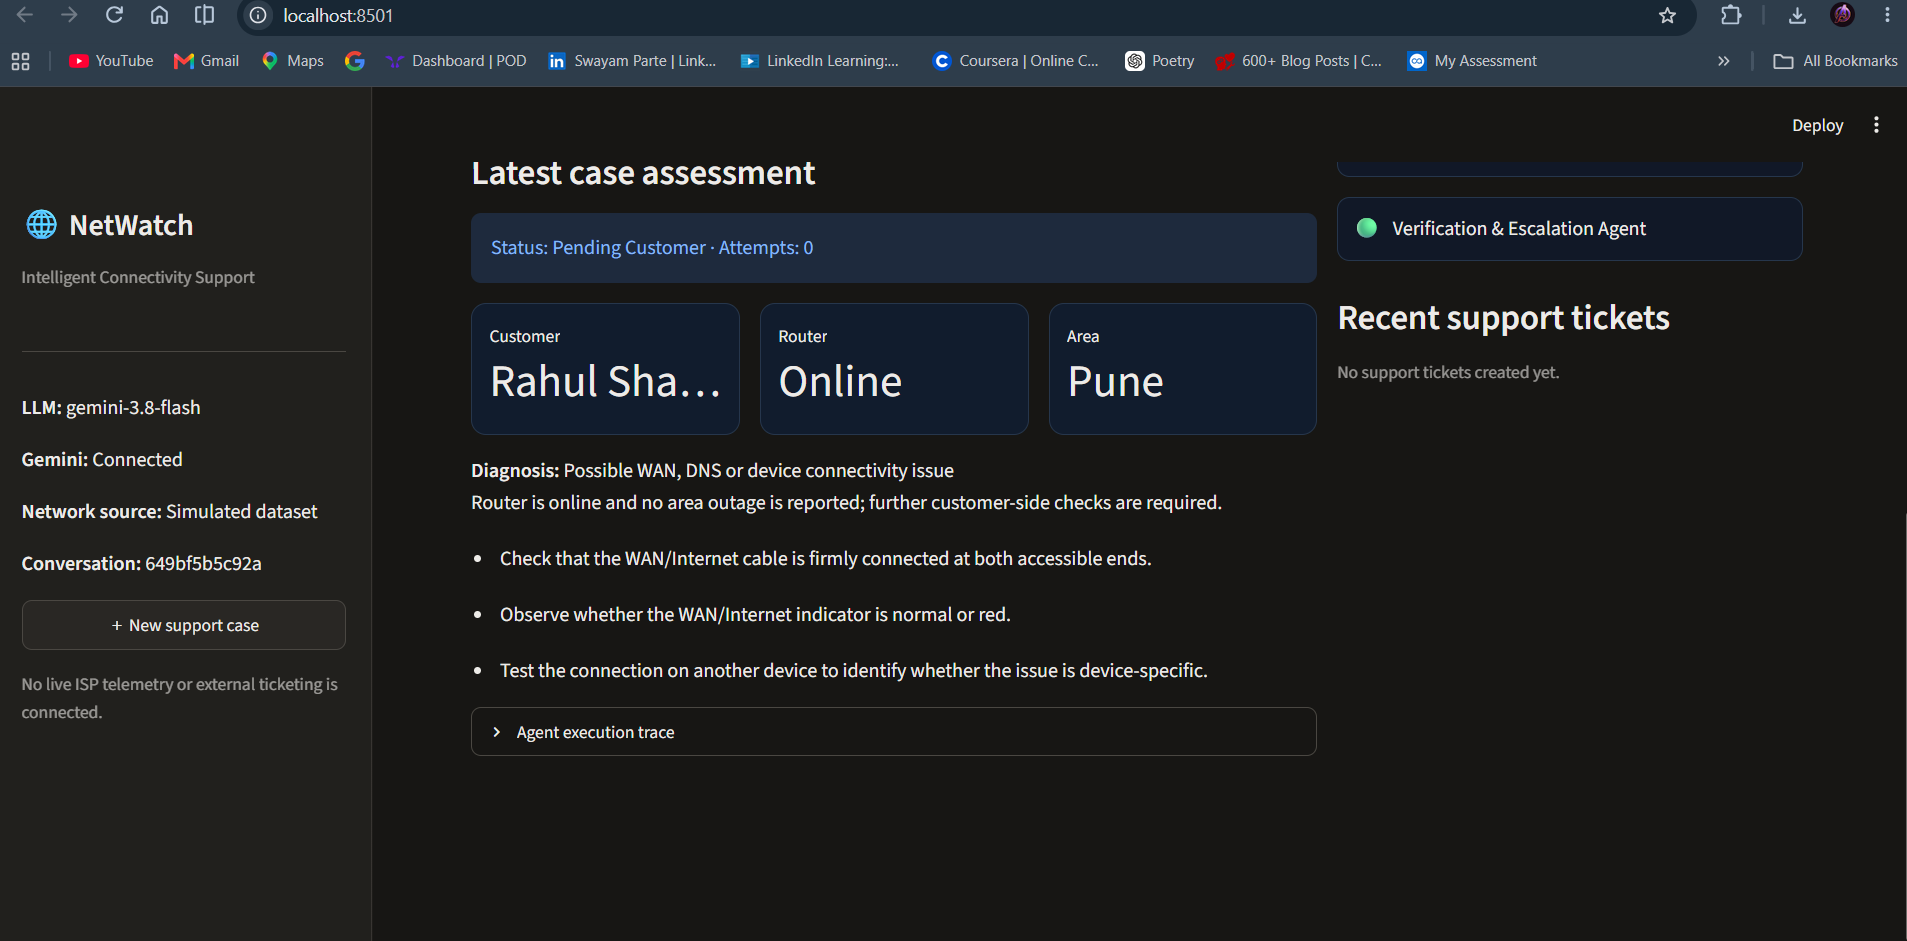 localhost:8501
YouTube
Gmail
Maps
Dashboard | POD
Swayam Parte | Link...
LinkedIn Learning:...
Coursera | Online C...
Poetry
600+ Blog Posts | C...
My Assessment
All Bookmarks
Deploy
NetWatch
Intelligent Connectivity Support
LLM: gemini-3.8-flash
Gemini: Connected
Network source: Simulated dataset
Conversation: 649bf5b5c92a
+ New support case
No live ISP telemetry or external ticketing is
connected.
Latest case assessment
Status: Pending Customer · Attempts: 0
Customer
Rahul Sha...
Router
Online
Area
Pune
Diagnosis: Possible WAN, DNS or device connectivity issue
Router is online and no area outage is reported; further customer-side checks are required.
• Check that the WAN/Internet cable is firmly connected at both accessible ends.
• Observe whether the WAN/Internet indicator is normal or red.
• Test the connection on another device to identify whether the issue is device-specific.
Agent execution trace
Verification & Escalation Agent
Recent support tickets
No support tickets created yet.